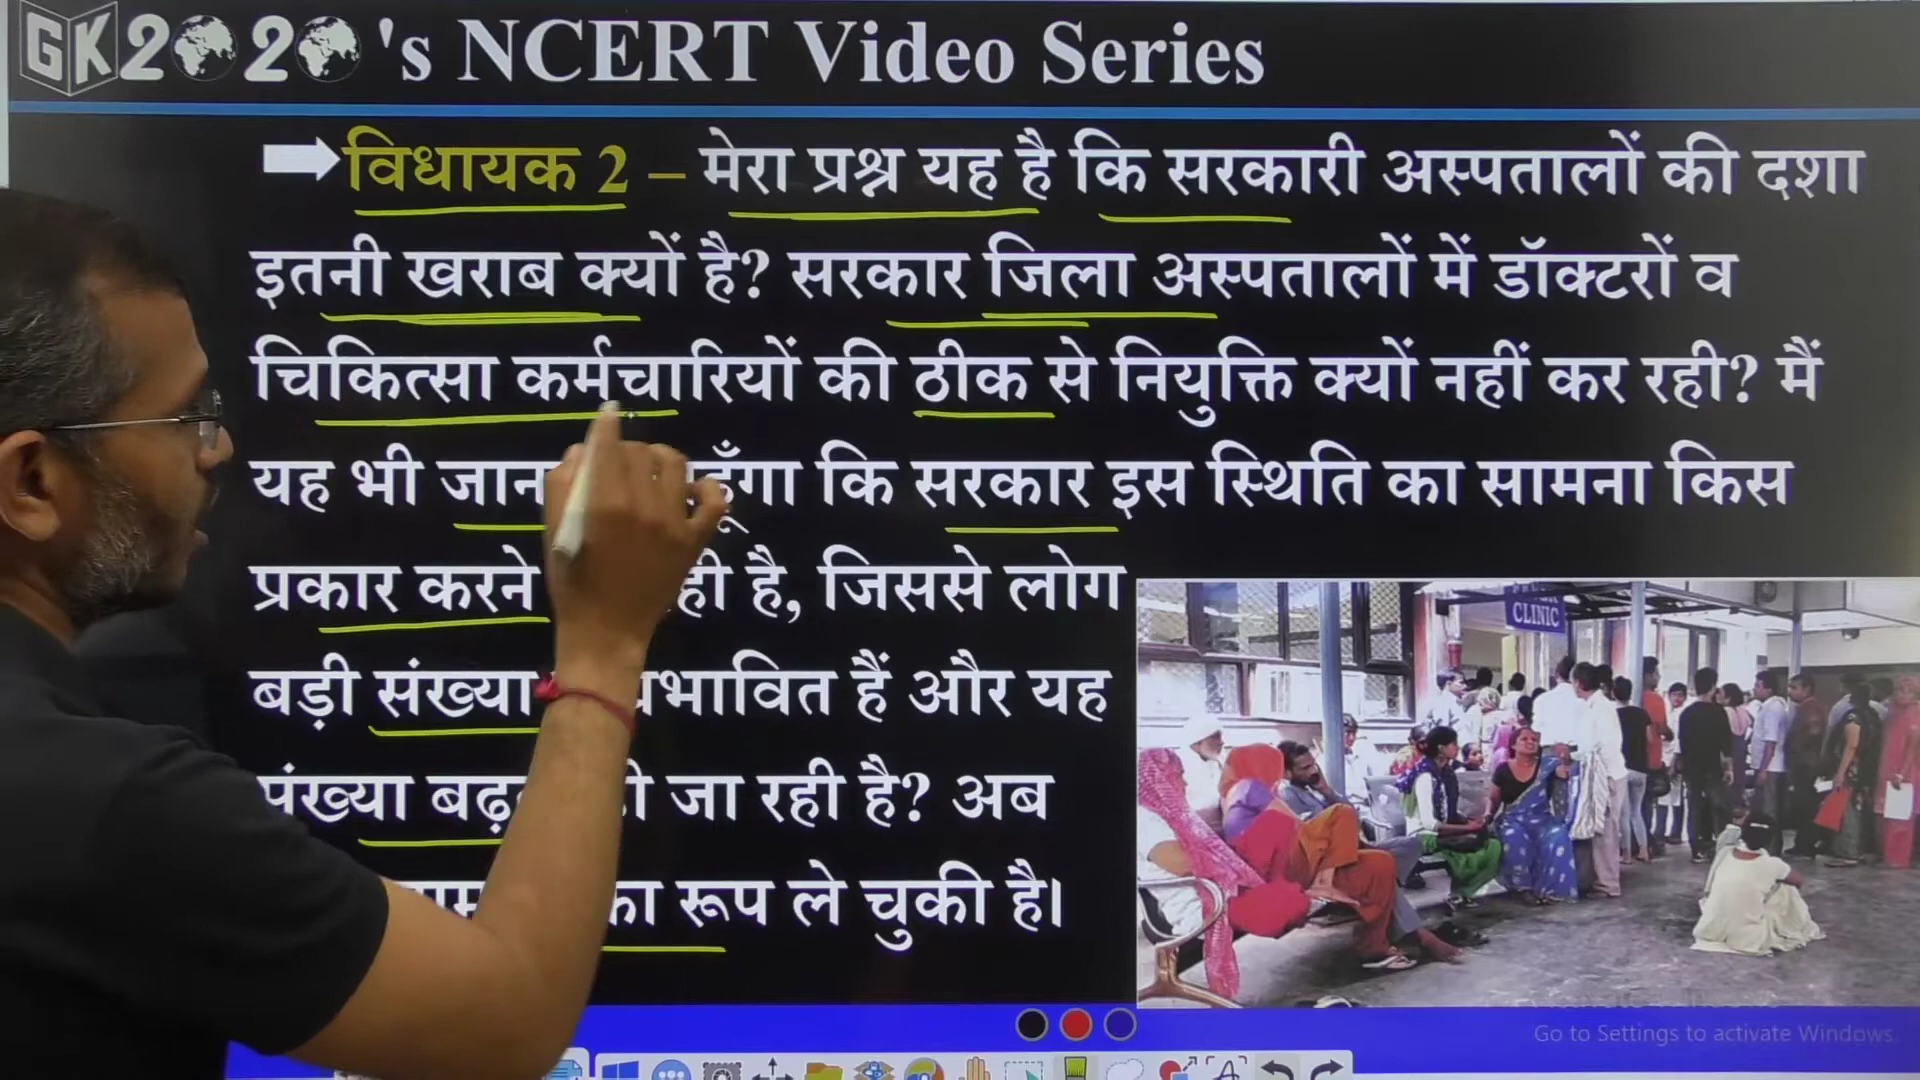 GK2020's NCERT Video Series
विधायक 2 – मेरा प्रश्न यह है कि सरकारी अस्पतालों की दशा
इतनी खराब क्यों है? सरकार जिला अस्पतालों में डॉक्टरों व
चिकित्सा कर्मचारियों की ठीक से नियुक्ति क्यों नहीं कर रही? मैं
यह भी कि सरकार इस स्थिति का सामना किस
प्रकार करने है, जिससे लोग
बड़ी संख्या हैं और यह
जा रही है? अब
का रूप ले चुकी है।
CLINIC
Go to Settings to activate Windows.